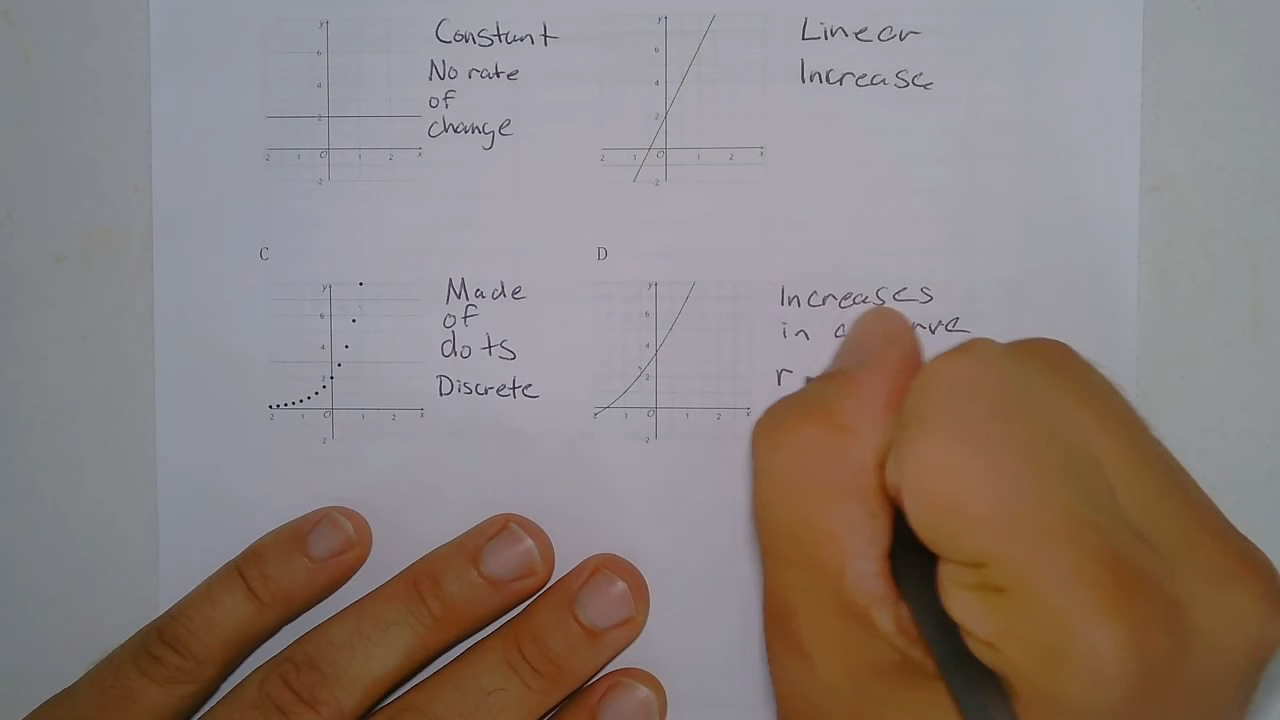 Constant
No rate
of
change
Linear
Increase
C
Made
of
dots
Discrete
D
Increases
in
r